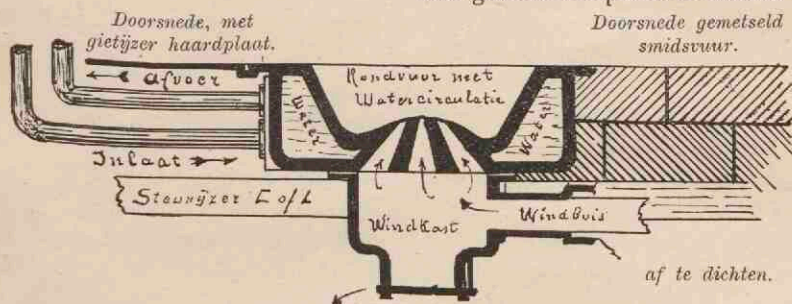 Doorsnede, met
gietijzer haardplaat.
Doorsnede gemetseld
smidsvuur.
Afvoer
Rondvuur met
Watercirculatie
Water
Water
Inlaat
Stawijzer L of L
Windkast
Windbuis
af te dichten.